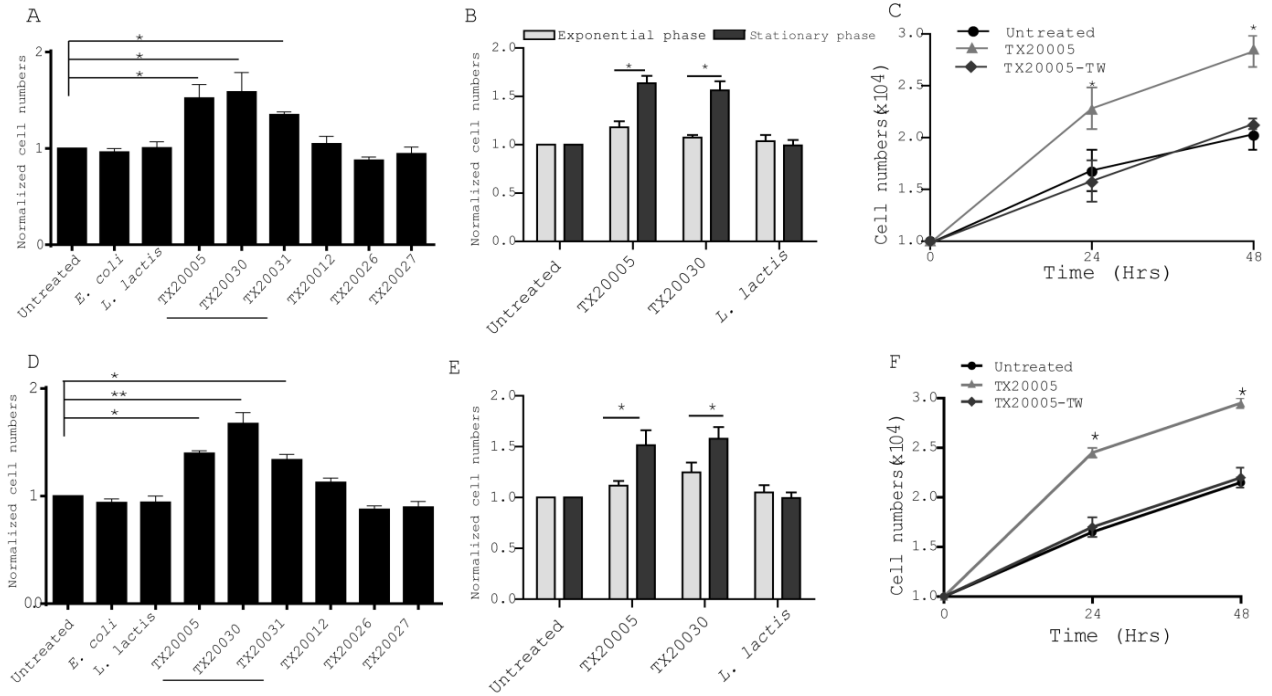 A
Normalized cell numbers
2
1
0
*
*
*
Untreated
E. coli
L. lactis
TX20005
TX20030
TX20031
TX20012
TX20026
TX20027
B
Exponential phase
Stationary phase
Normalized cell numbers
2.0
1.5
1.0
0.5
0.0
*
*
Untreated
TX20005
TX20030
L. lactis
C
Untreated
TX20005
TX20005-TW
Cell numbers(x104)
3.0
2.5
2.0
1.5
1.0
*
*
0
24
48
Time (Hrs)
D
Normalized cell numbers
2
1
0.0
*
**
*
Untreated
E. coli
L. lactis
TX20005
TX20030
TX20031
TX20012
TX20026
TX20027
E
Normalized cell numbers
2.0
1.5
1.0
0.5
0.0
*
*
Untreated
TX20005
TX20030
L. lactis
F
Untreated
TX20005
TX20005-TW
Cell numbers(x104)
3.0
2.5
2.0
1.5
1.0
*
*
0
24
48
Time (Hrs)